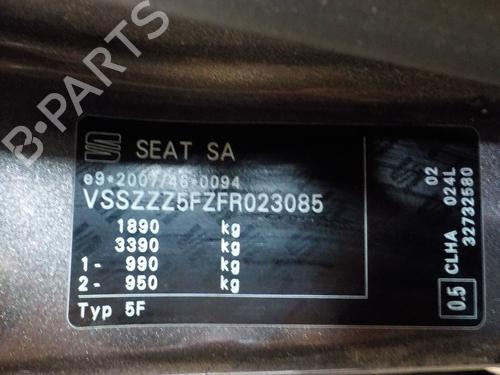 SEAT SA
e9*2007/46*0094
VSSZZZ5FZFR023085
1890 kg
3390 kg
1- 990 kg
2- 950 kg
Typ 5F
0.5 CLHA 02
024L
32732580
B-PARTS